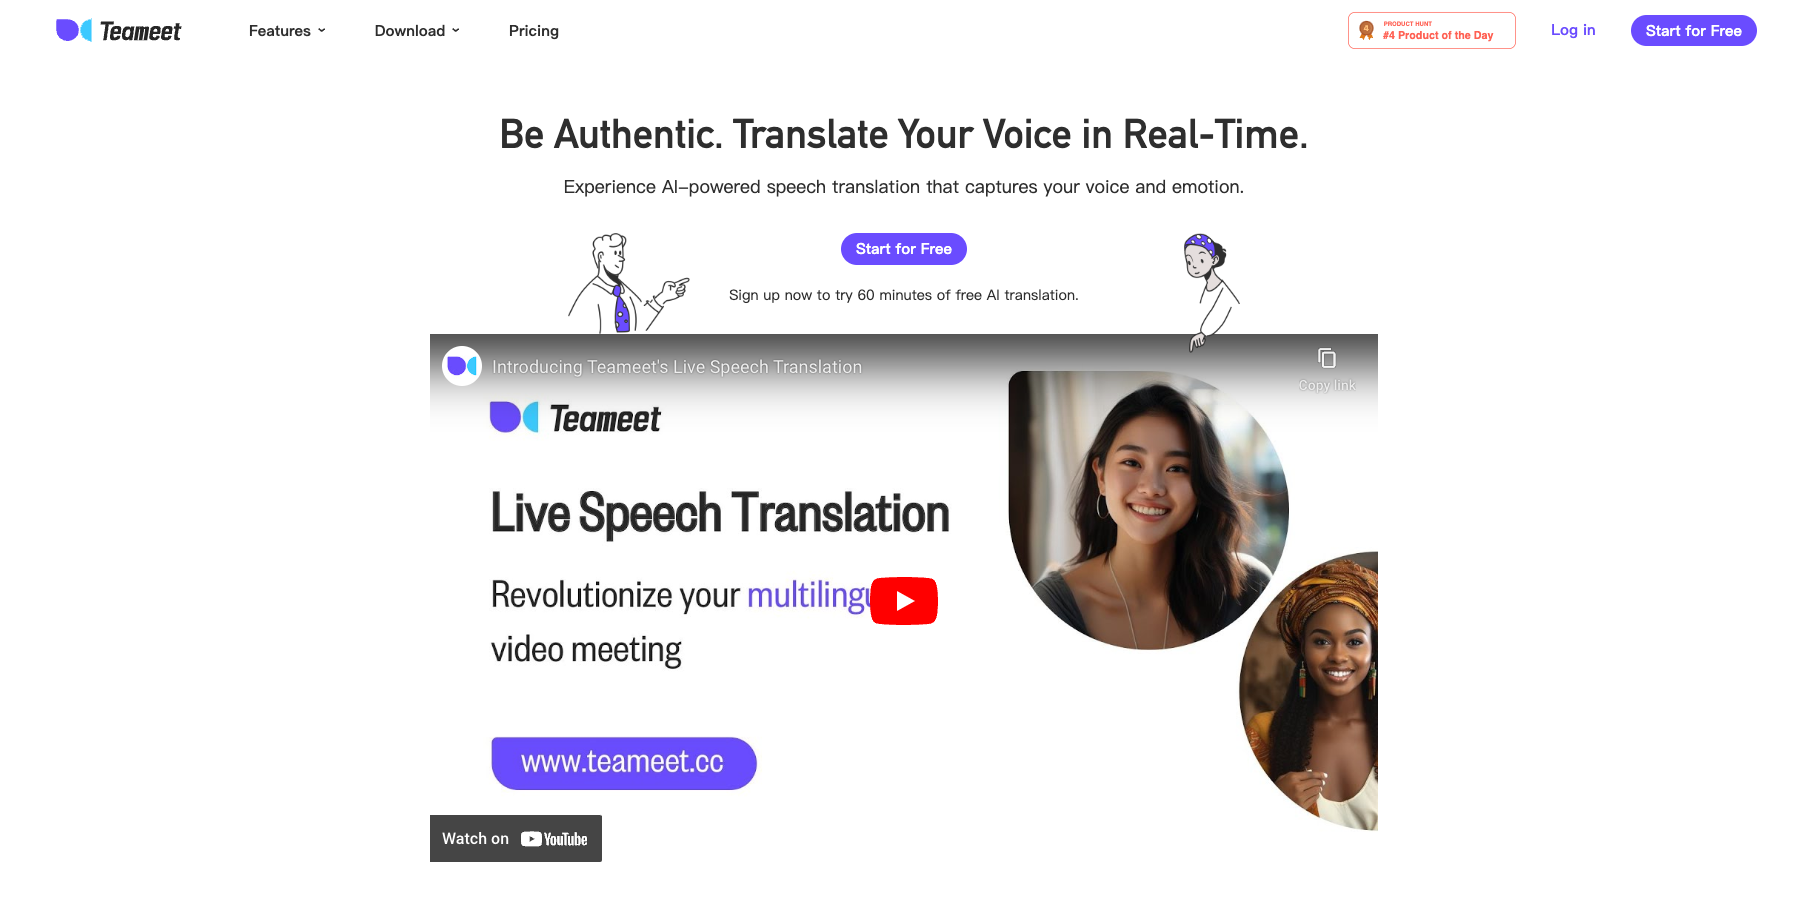 Teameet
Features
Download
Pricing
4
PRODUCT HUNT
#4 Product of the Day
Log in
Start for Free
Be Authentic. Translate Your Voice in Real-Time.
Experience AI-powered speech translation that captures your voice and emotion.
Start for Free
Sign up now to try 60 minutes of free AI translation.
Introducing Teameet's Live Speech Translation
Copy link
Teameet
Live Speech Translation
Revolutionize your multilingu
video meeting
www.teameet.cc
Watch on YouTube